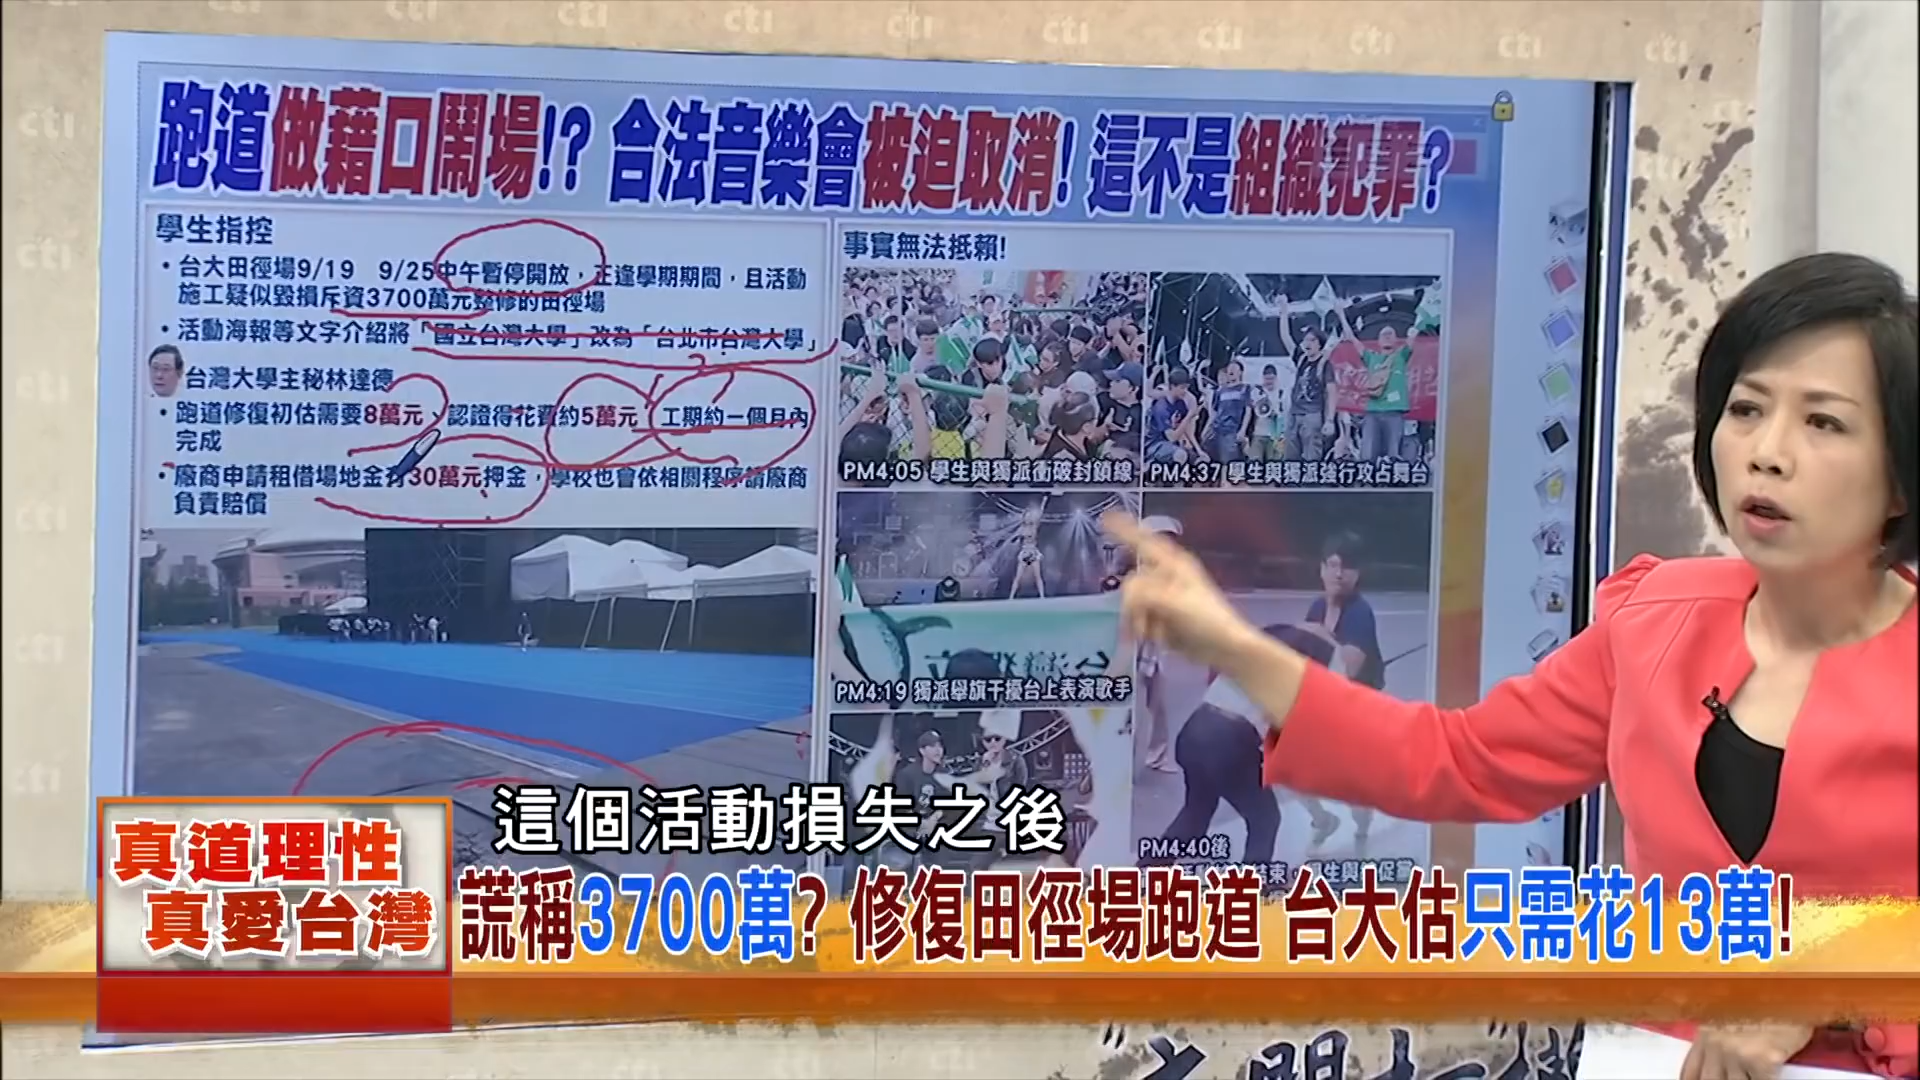 跑道做藉口鬧場!? 合法音樂會被迫取消! 這不是組織犯罪?
學生指控
・台大田徑場9/19 9/25中午暫停開放，正逢學期期間，且活動
施工疑似毀損斥資3700萬元整修的田徑場
・活動海報等文字介紹將「國立台灣大學」改為「台北市台灣大學」
台灣大學主秘林達德
・跑道修復初估需要8萬元、認證得花費約5萬元 工期約一個月內
完成
・廠商申請租借場地金有30萬元押金，學校也會依相關程序請廠商
負責賠償
事實無法抵賴!
PM4:05 學生與獨派衝破封鎖線
PM4:37 學生與獨派強行攻占舞台
PM4:19 獨派舉旗干擾台上表演歌手
PM4:40後
這個活動損失之後
真道理性
真愛台灣
謊稱3700萬? 修復田徑場跑道 台大估只需花13萬!
cti